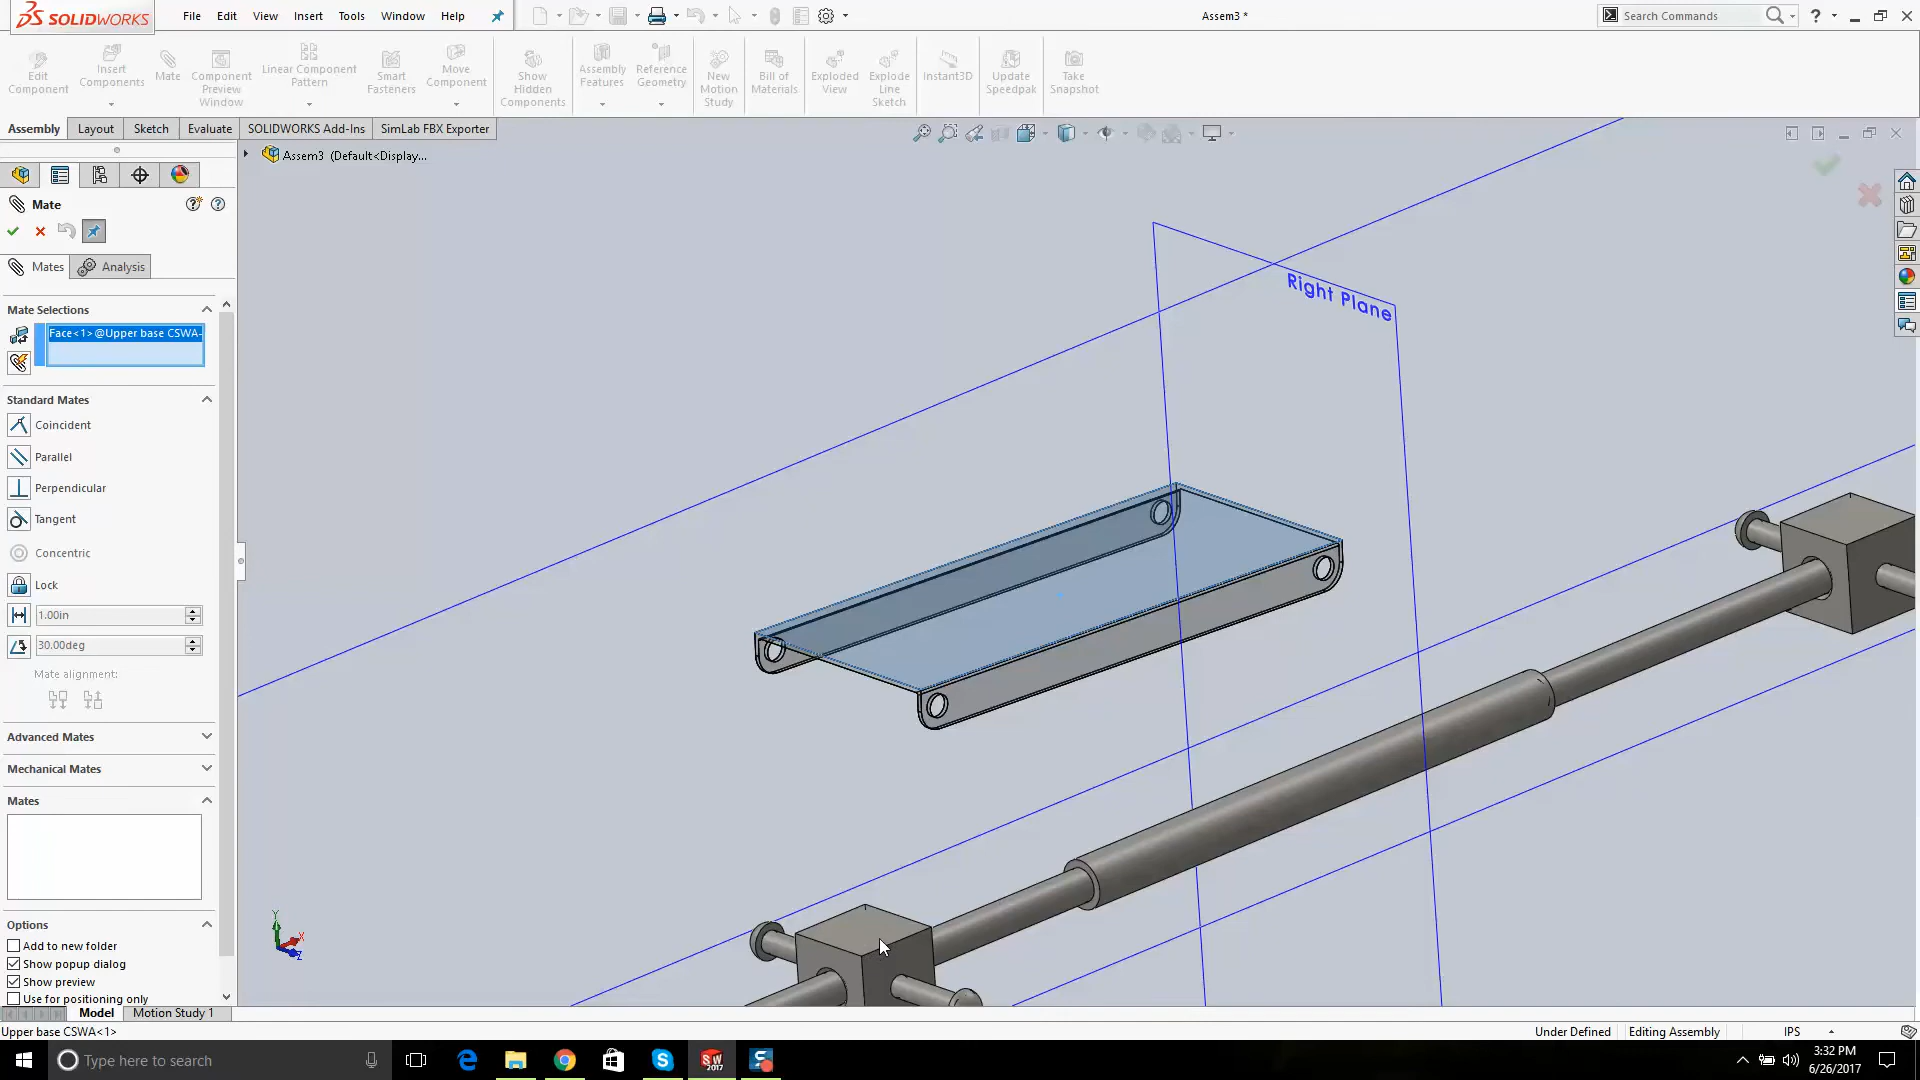 SOLIDWORKS
File
Edit
View
Insert
Tools
Window
Help
Assem3 *
Search Commands
Edit
Component
Insert
Components
Mate
Component
Preview
Window
Linear Component
Pattern
Smart
Fasteners
Move
Component
Show
Hidden
Components
Assembly
Features
Reference
Geometry
New
Motion
Study
Bill of
Materials
Exploded
View
Explode
Line
Sketch
Instant3D
Update
Speedpak
Take
Snapshot
Assembly
Layout
Sketch
Evaluate
SOLIDWORKS Add-Ins
SimLab FBX Exporter
Assem3 (Default<Display...
Mate
Mates
Analysis
Mate Selections
Face<1>@Upper base CSWA-
Standard Mates
Coincident
Parallel
Perpendicular
Tangent
Concentric
Lock
1.00in
30.00deg
Mate alignment:
Advanced Mates
Mechanical Mates
Mates
Options
Add to new folder
Show popup dialog
Show preview
Use for positioning only
Right Plane
Y
X
Z
Model
Motion Study 1
Upper base CSWA<1>
Under Defined
Editing Assembly
IPS
Type here to search
SW
2017
3:32 PM
6/26/2017